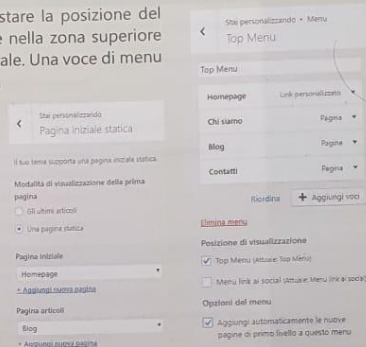 stare la posizione del
e nella zona superiore
ale. Una voce di menu
Stai personalizzando
Pagina iniziale statica
Il tuo tema supporta una pagina iniziale statica.
Modalità di visualizzazione della prima
pagina
Gli ultimi articoli
Una pagina statica
Pagina iniziale
Homepage
+ Aggiungi nuova pagina
Pagina articoli
Blog
+ Aggiungi nuova pagina
Stai personalizzando • Menu
Top Menu
Top Menu
Homepage Link personalizzato
Chi siamo Pagina
Blog Pagina
Contatti Pagina
Riordina + Aggiungi voci
Elimina menu
Posizione di visualizzazione
Top Menu (Attuale: Top Menu)
Menu link ai social (Attuale: Menu link ai social)
Opzioni del menu
Aggiungi automaticamente le nuove
pagine di primo livello a questo menu